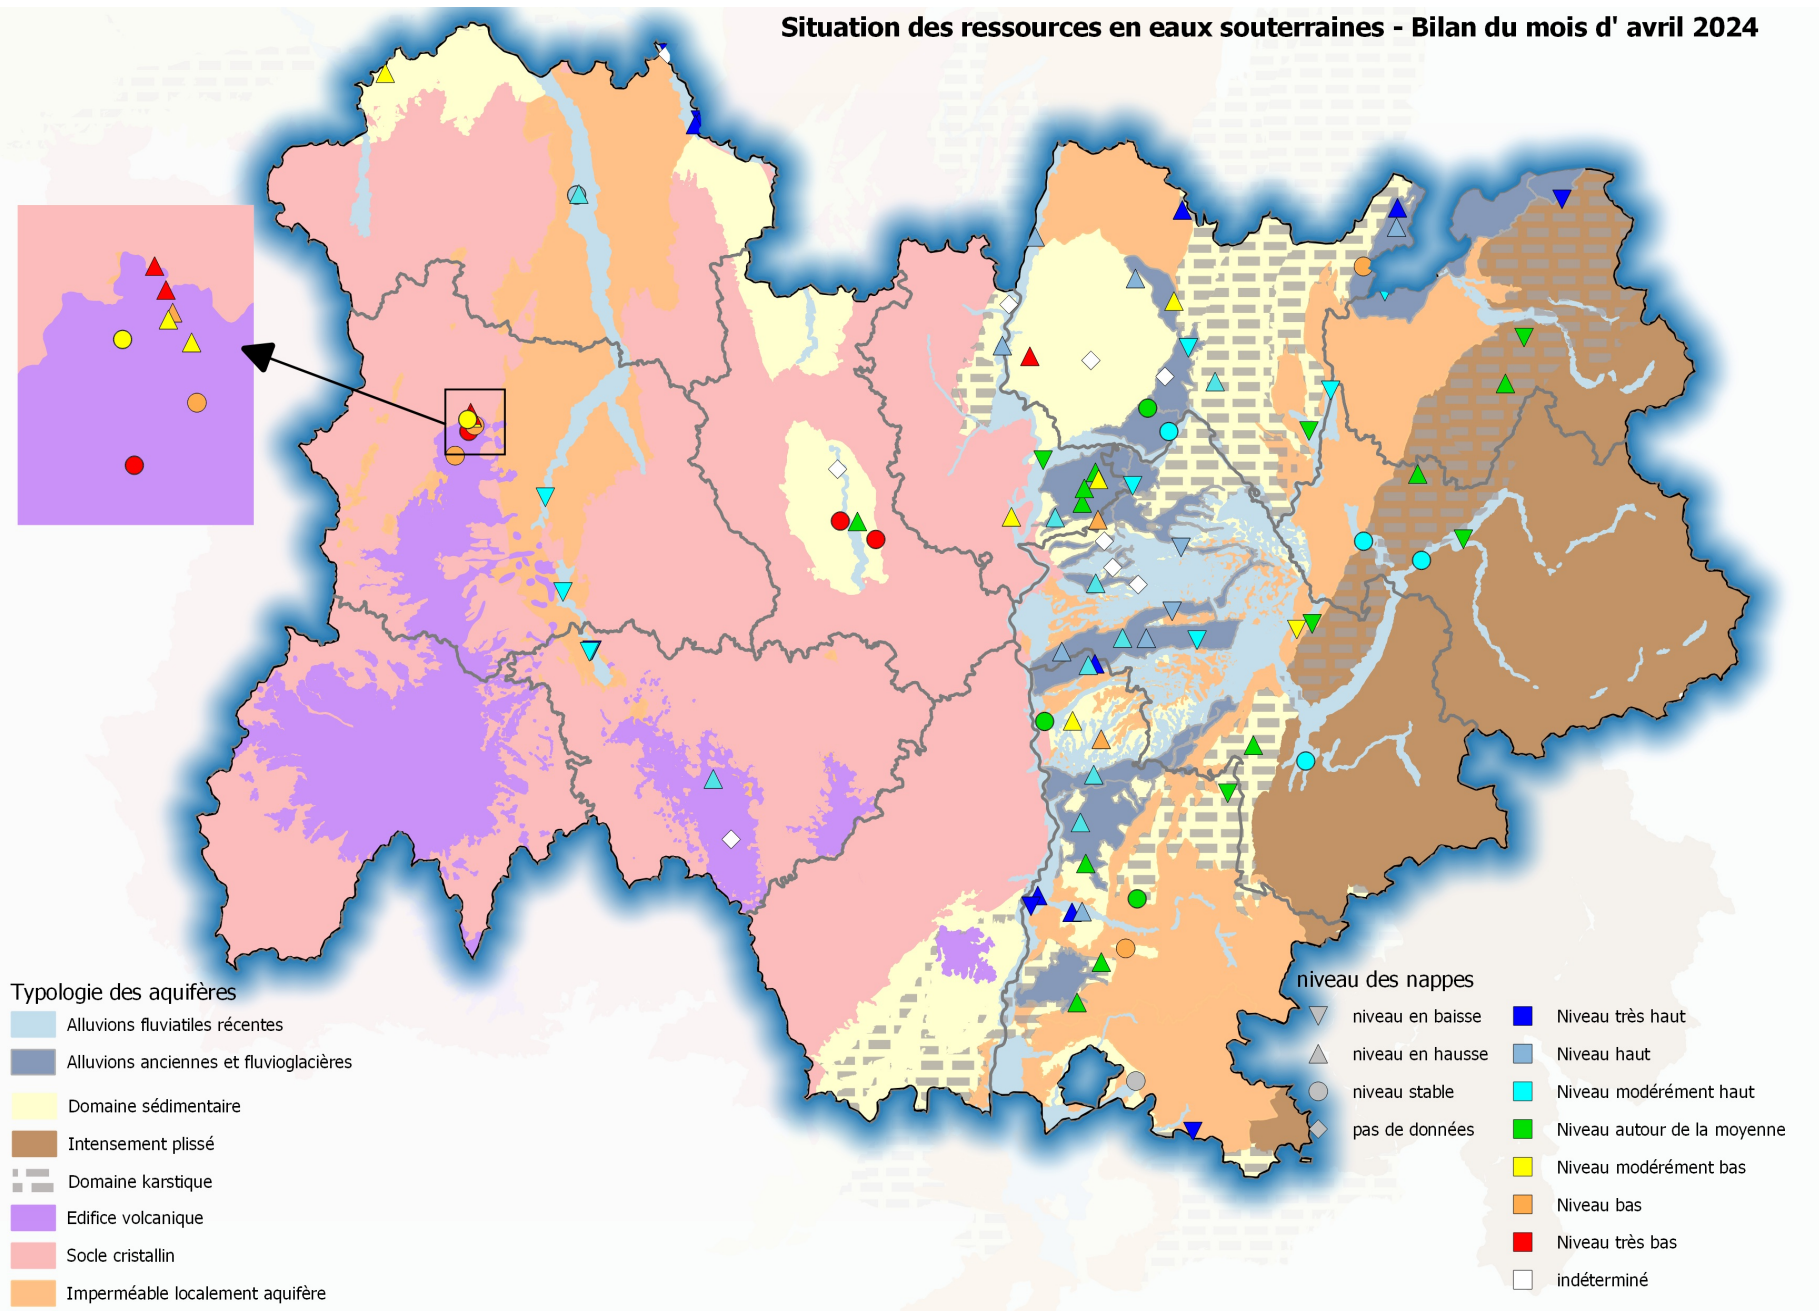 Situation des ressources en eaux souterraines - Bilan du mois d' avril 2024
Typologie des aquifères
Alluvions fluviatiles récentes
Alluvions anciennes et fluvioglacières
Domaine sédimentaire
Intensement plissé
Domaine karstique
Edifice volcanique
Socle cristallin
Imperméable localement aquifère
niveau des nappes
niveau en baisse
niveau en hausse
niveau stable
pas de données
Niveau très haut
Niveau haut
Niveau modérément haut
Niveau autour de la moyenne
Niveau modérément bas
Niveau bas
Niveau très bas
indéterminé